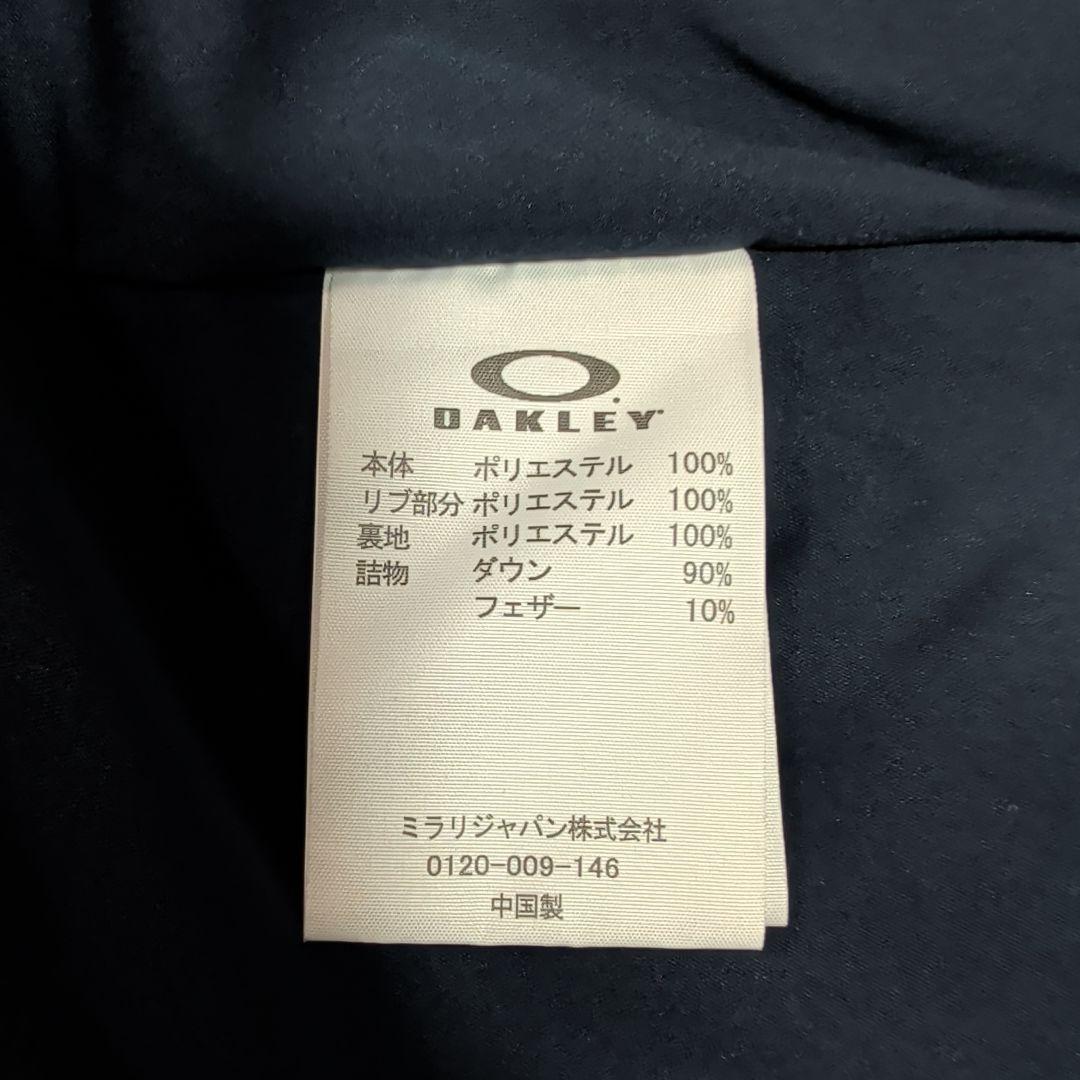 OAKLEY
本体 ポリエステル 100%
リブ部分 ポリエステル 100%
裏地 ポリエステル 100%
詰物 ダウン 90%
フェザー 10%
ミラリジャパン株式会社
0120-009-146
中国製